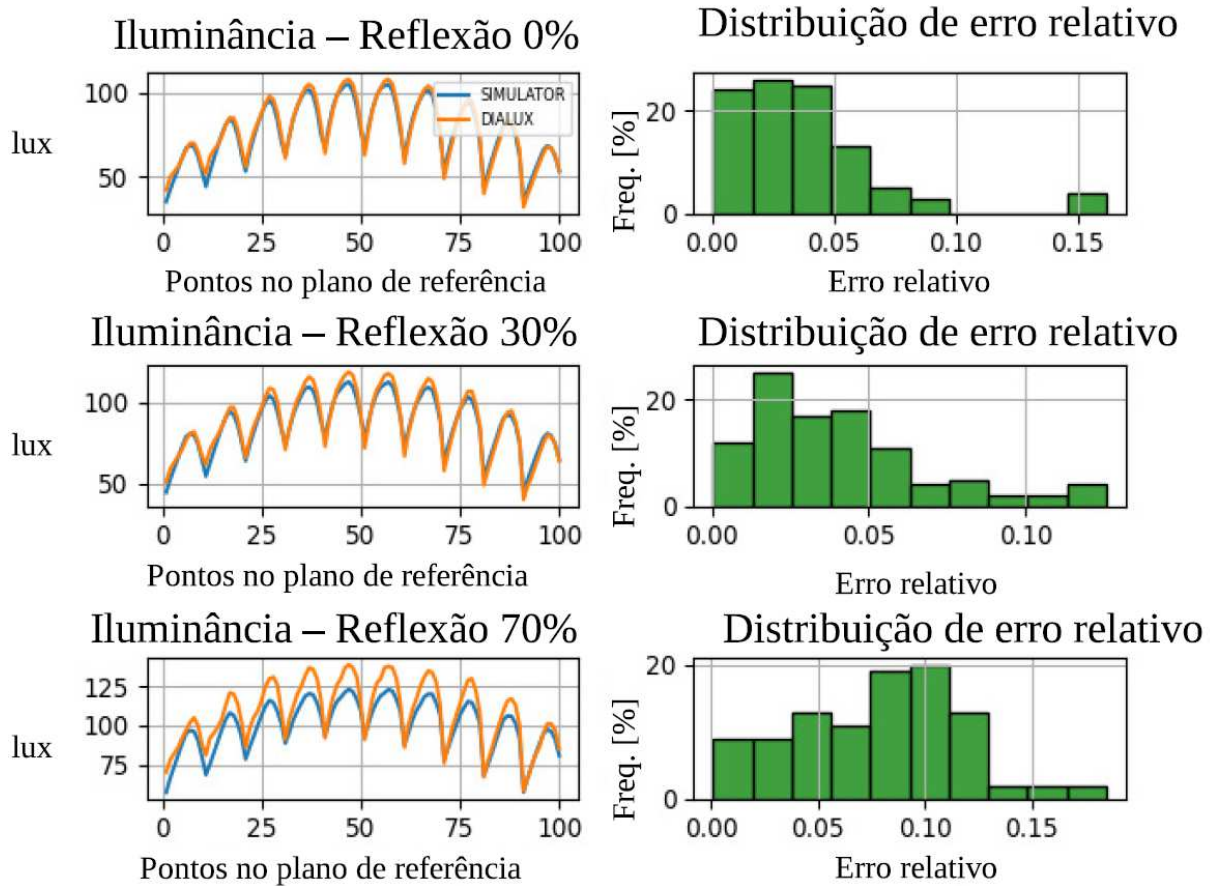 Iluminância – Reflexão 0%
Distribuição de erro relativo
lux
100
50
SIMULATOR
DIALUX
0 25 50 75 100
Pontos no plano de referência
Freq. [%]
20
0
0.00 0.05 0.10 0.15
Erro relativo
Iluminância – Reflexão 30%
Distribuição de erro relativo
lux
100
50
0 25 50 75 100
Pontos no plano de referência
Freq. [%]
20
0
0.00 0.05 0.10
Erro relativo
Iluminância – Reflexão 70%
Distribuição de erro relativo
lux
125
100
75
0 25 50 75 100
Pontos no plano de referência
Freq. [%]
20
0
0.00 0.05 0.10 0.15
Erro relativo